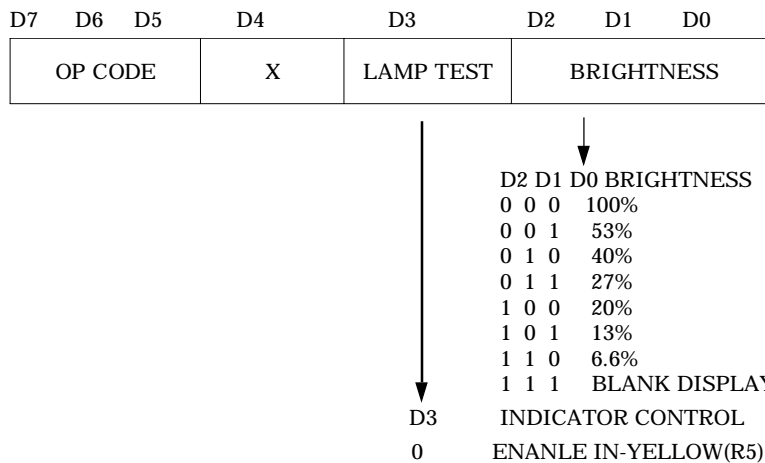 D7 D6 D5 D4 D3 D2 D1 D0
OP CODE X LAMP TEST BRIGHTNESS
D2 D1 D0 BRIGHTNESS
0 0 0 100%
0 0 1 53%
0 1 0 40%
0 1 1 27%
1 0 0 20%
1 0 1 13%
1 1 0 6.6%
1 1 1 BLANK DISPLAY
D3 INDICATOR CONTROL
0 ENANLE IN-YELLOW(R5)